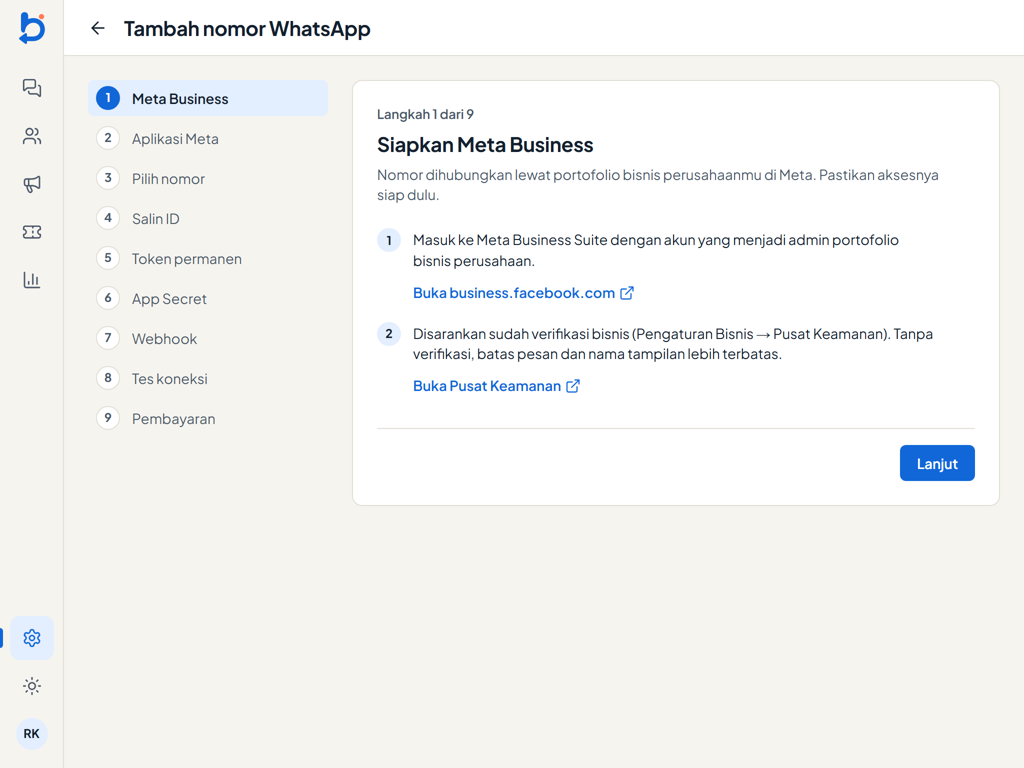 Tambah nomor WhatsApp
1 Meta Business
2 Aplikasi Meta
3 Pilih nomor
4 Salin ID
5 Token permanen
6 App Secret
7 Webhook
8 Tes koneksi
9 Pembayaran
Langkah 1 dari 9
Siapkan Meta Business
Nomor dihubungkan lewat portofolio bisnis perusahaanmu di Meta. Pastikan aksesnya
siap dulu.
1 Masuk ke Meta Business Suite dengan akun yang menjadi admin portofolio
bisnis perusahaan.
Buka business.facebook.com
2 Disarankan sudah verifikasi bisnis (Pengaturan Bisnis → Pusat Keamanan). Tanpa
verifikasi, batas pesan dan nama tampilan lebih terbatas.
Buka Pusat Keamanan
Lanjut
RK